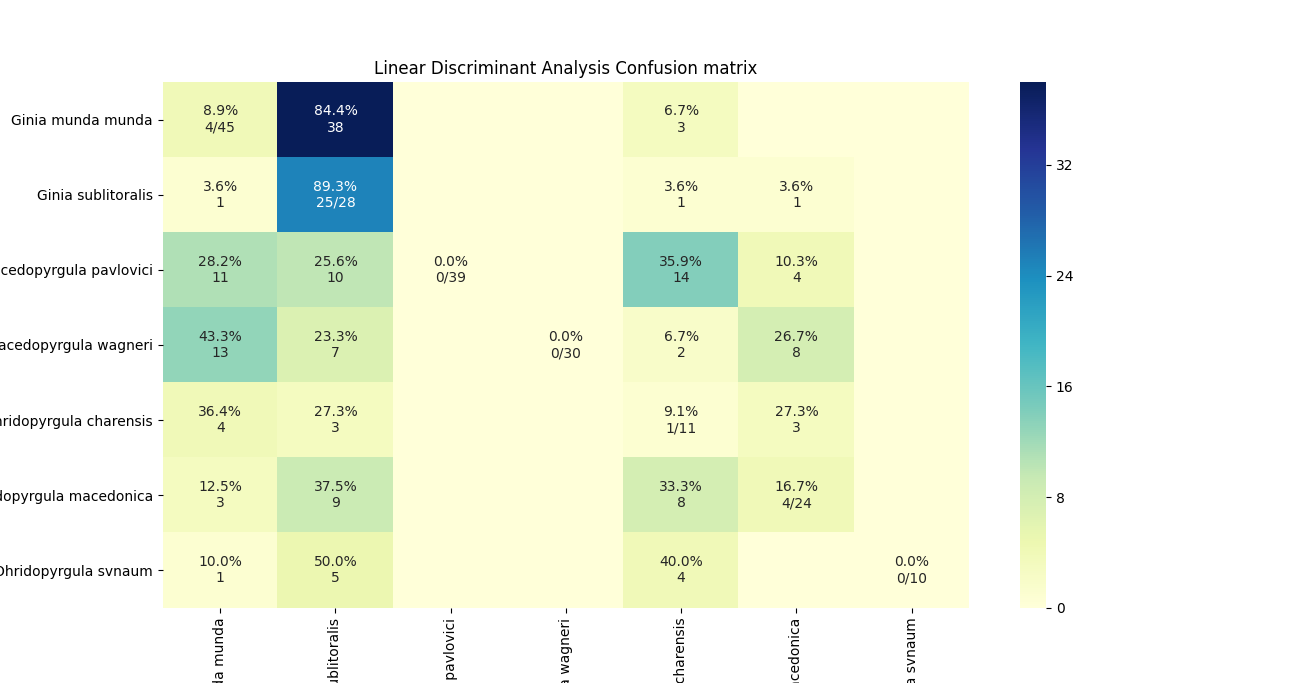 Linear Discriminant Analysis Confusion matrix
Ginia munda munda
8.9% 84.4% 6.7%
4/45 38 3
Ginia sublitoralis
3.6% 89.3% 3.6% 3.6%
1 25/28 1 1
cedopyrgula pavlovici
28.2% 25.6% 0.0% 35.9% 10.3%
11 10 0/39 14 4
acedopyrgula wagneri
43.3% 23.3% 0.0% 6.7% 26.7%
13 7 0/30 2 8
hridopyrgula charensis
36.4% 27.3% 9.1% 27.3%
4 3 1/11 3
dopyrgula macedonica
12.5% 37.5% 33.3% 16.7%
3 9 8 4/24
Ohridopyrgula svnaum
10.0% 50.0% 40.0% 0.0%
1 5 4 0/10
32
24
16
8
0
da munda
ublitoralis
pavlovici
a wagneri
charensis
cedonica
a svnaum